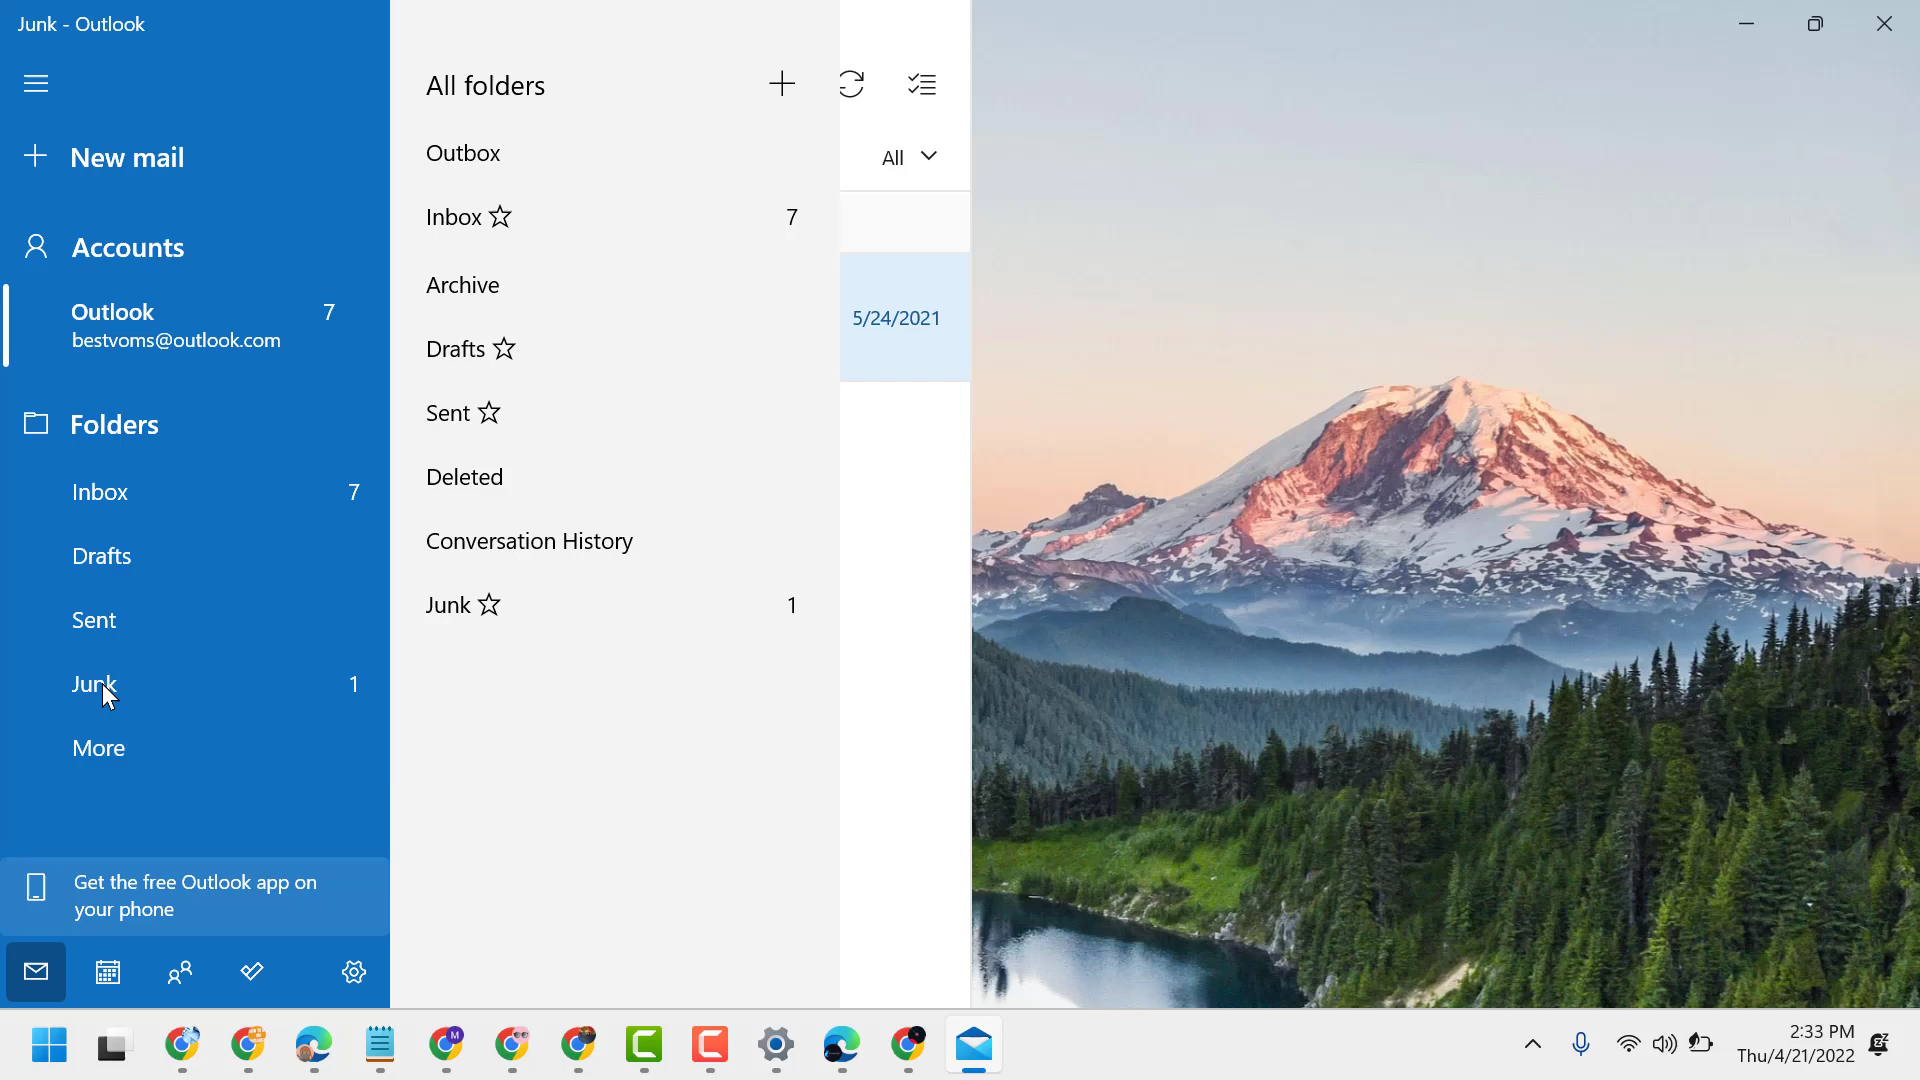 Junk - Outlook
New mail
Accounts
Outlook 7
bestvoms@outlook.com
Folders
Inbox 7
Drafts
Sent
Junk 1
More
Get the free Outlook app on
your phone
All folders
Outbox
Inbox 7
Archive
Drafts
Sent
Deleted
Conversation History
Junk 1
All
5/24/2021
M
2:33 PM
Thu/4/21/2022